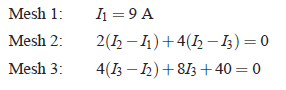 Mesh 1: I₁ = 9 A
Mesh 2: 2(I₂ − I₁) + 4(I₂ − I₃) = 0
Mesh 3: 4(I₃ − I₂) + 8I₃ + 40 = 0